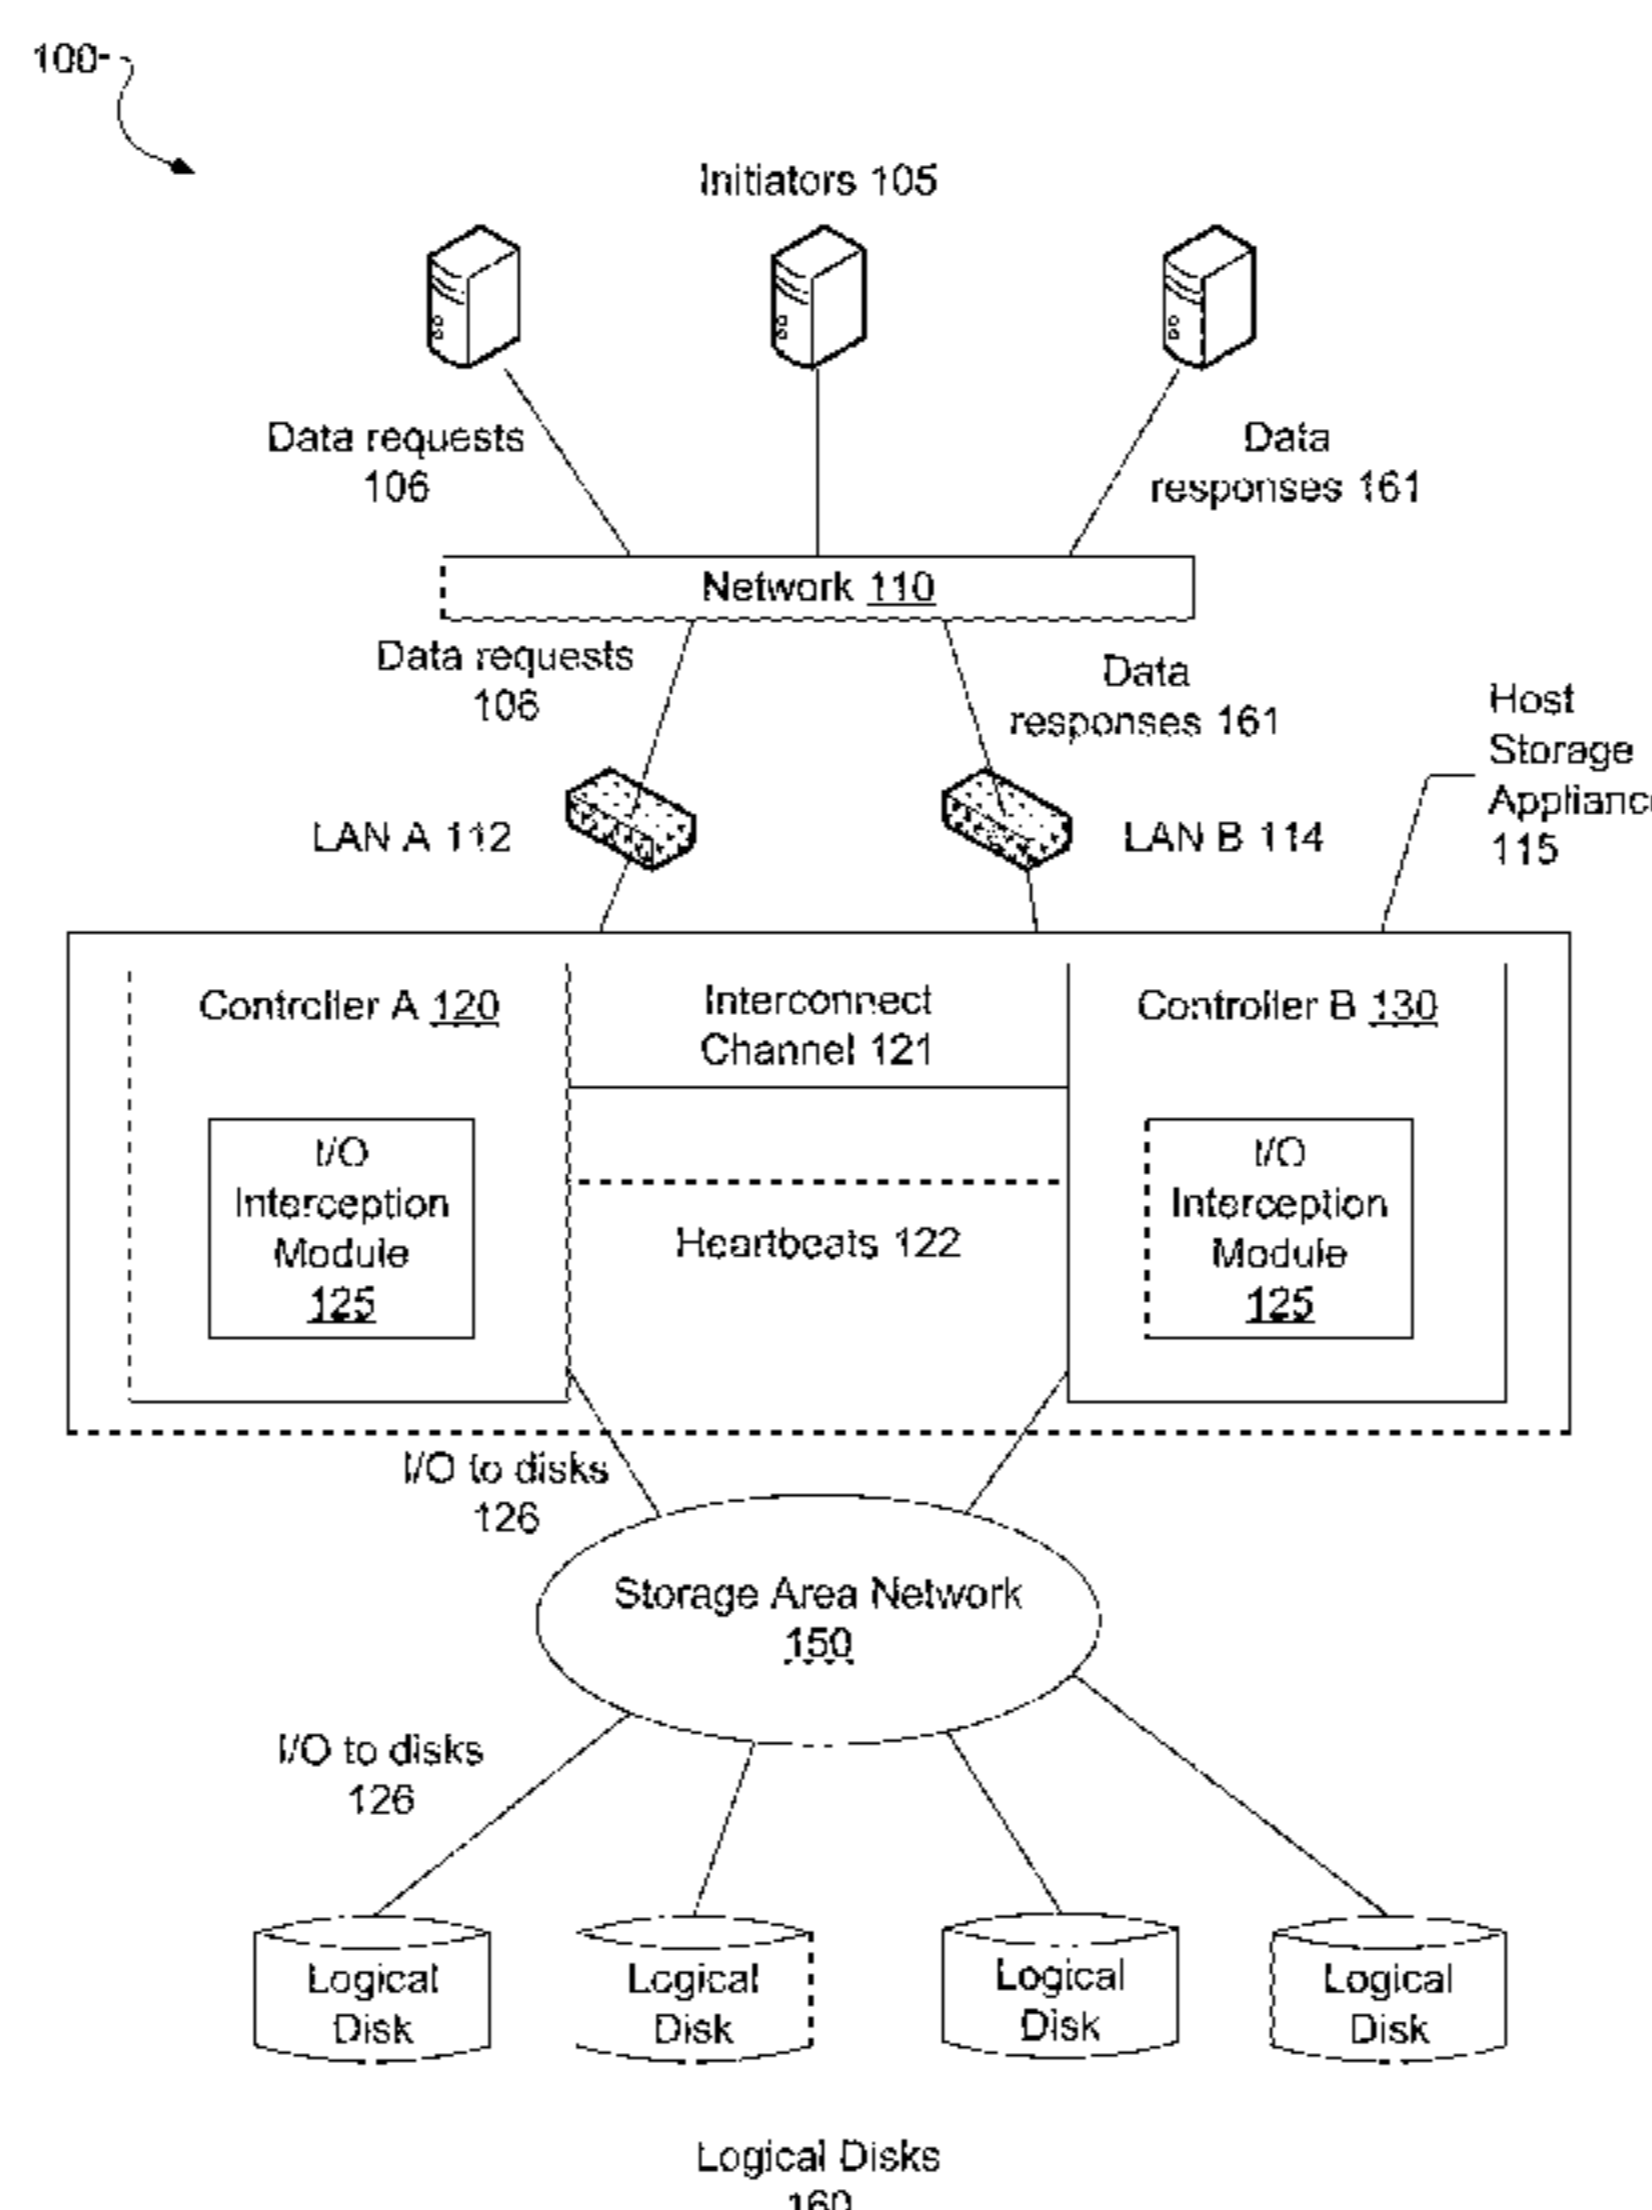 100
Initiators 105
Data requests
106
Data
responses 161
Network 110
Data requests
106
Data
responses 161
Host
Storage
Appliance
115
LAN A 112
LAN B 114
Controller A 120
Interconnect
Channel 121
Controller B 130
I/O
Interception
Module
125
Heartbeats 122
I/O
Interception
Module
125
I/O to disks
126
Storage Area Network
150
I/O to disks
126
Logical
Disk
Logical
Disk
Logical
Disk
Logical
Disk
Logical Disks
160